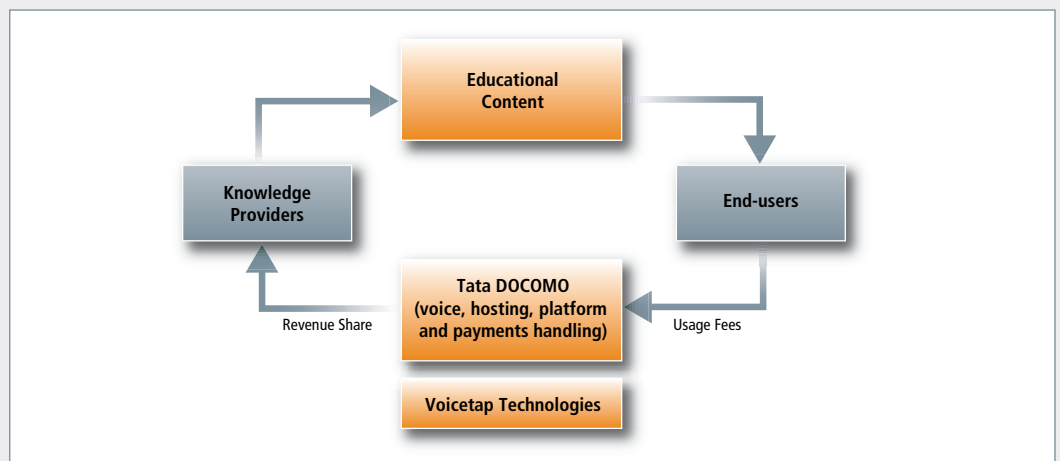 Educational
Content
Knowledge
Providers
End-users
Tata DOCOMO
(voice, hosting, platform
and payments handling)
Revenue Share
Usage Fees
Voicetap Technologies